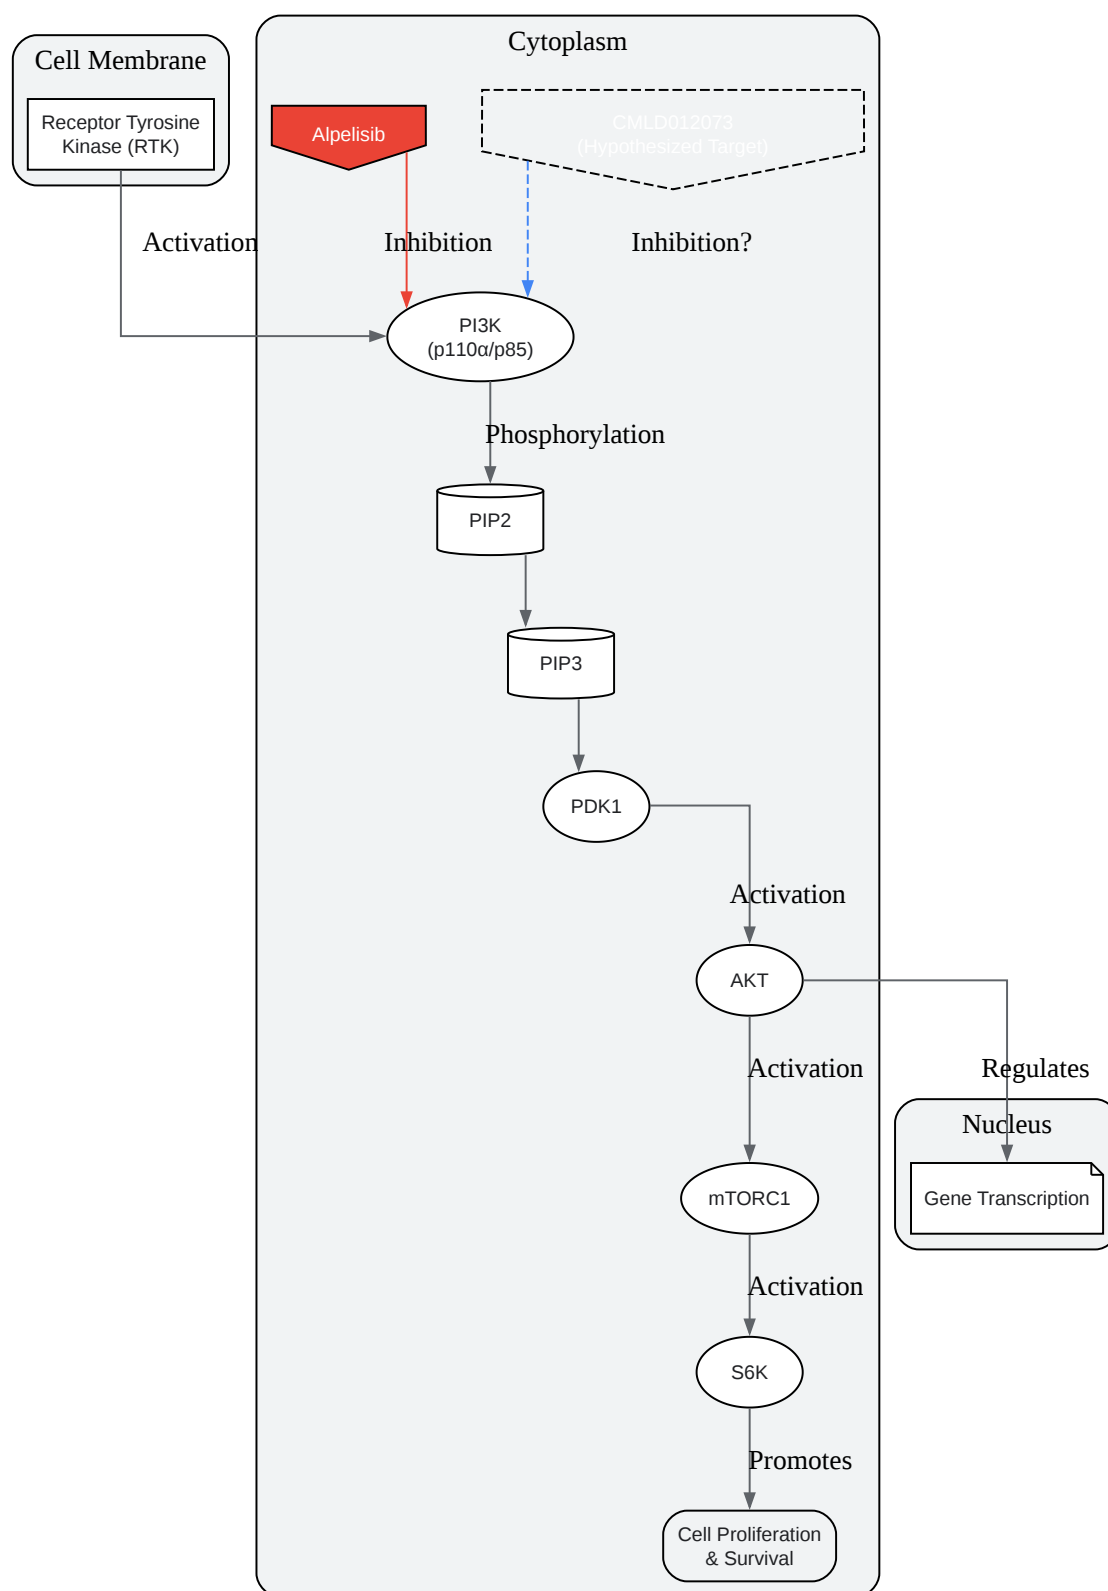 Cytoplasm
Cell Membrane
Receptor Tyrosine
Kinase (RTK)
Alpelisib
CMLD012073
(Hypothesized Target)
Activation
Inhibition
Inhibition?
PI3K
(p110α/p85)
Phosphorylation
PIP2
PIP3
PDK1
Activation
AKT
Activation
Regulates
Nucleus
mTORC1
Gene Transcription
Activation
S6K
Promotes
Cell Proliferation
& Survival